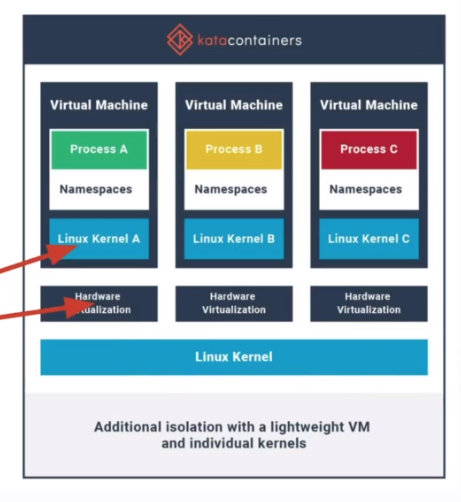 katacontainers
Virtual Machine
Virtual Machine
Virtual Machine
Process A
Process B
Process C
Namespaces
Namespaces
Namespaces
Linux Kernel A
Linux Kernel B
Linux Kernel C
Hardware
Hardware
Hardware
Virtualization
Virtualization
Linux Kernel
Additional isolation with a lightweight VM
and individual kernels